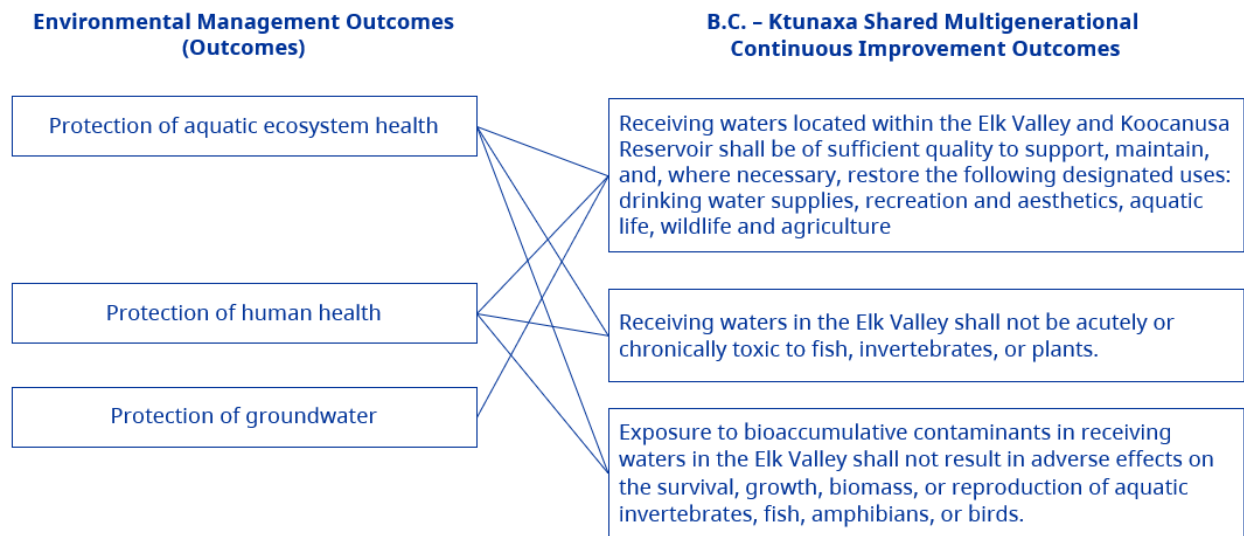 Environmental Management Outcomes
(Outcomes)
Protection of aquatic ecosystem health
Protection of human health
Protection of groundwater
B.C. – Ktunaxa Shared Multigenerational
Continuous Improvement Outcomes
Receiving waters located within the Elk Valley and Koocanusa
Reservoir shall be of sufficient quality to support, maintain,
and, where necessary, restore the following designated uses:
drinking water supplies, recreation and aesthetics, aquatic
life, wildlife and agriculture
Receiving waters in the Elk Valley shall not be acutely or
chronically toxic to fish, invertebrates, or plants.
Exposure to bioaccumulative contaminants in receiving
waters in the Elk Valley shall not result in adverse effects on
the survival, growth, biomass, or reproduction of aquatic
invertebrates, fish, amphibians, or birds.